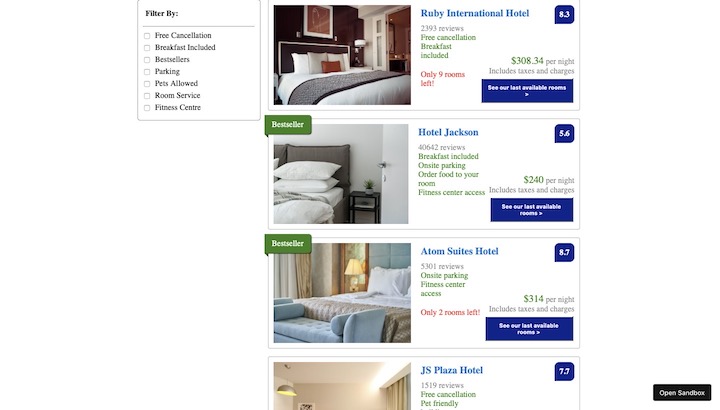 Filter By:
Free Cancellation
Breakfast Included
Bestsellers
Parking
Pets Allowed
Room Service
Fitness Centre
Ruby International Hotel
8.3
2393 reviews
Free cancellation
Breakfast
included
Only 9 rooms
left!
$308.34 per night
Includes taxes and charges
See our last available rooms
>
Bestseller
Hotel Jackson
5.6
40642 reviews
Breakfast included
Onsite parking
Order food to your
room
Fitness center access
$240 per night
Includes taxes and charges
See our last available
rooms >
Bestseller
Atom Suites Hotel
8.7
5301 reviews
Onsite parking
Fitness center
access
Only 2 rooms left!
$314 per night
Includes taxes and charges
See our last available
rooms >
JS Plaza Hotel
7.7
1519 reviews
Free cancellation
Pet friendly
Open Sandbox